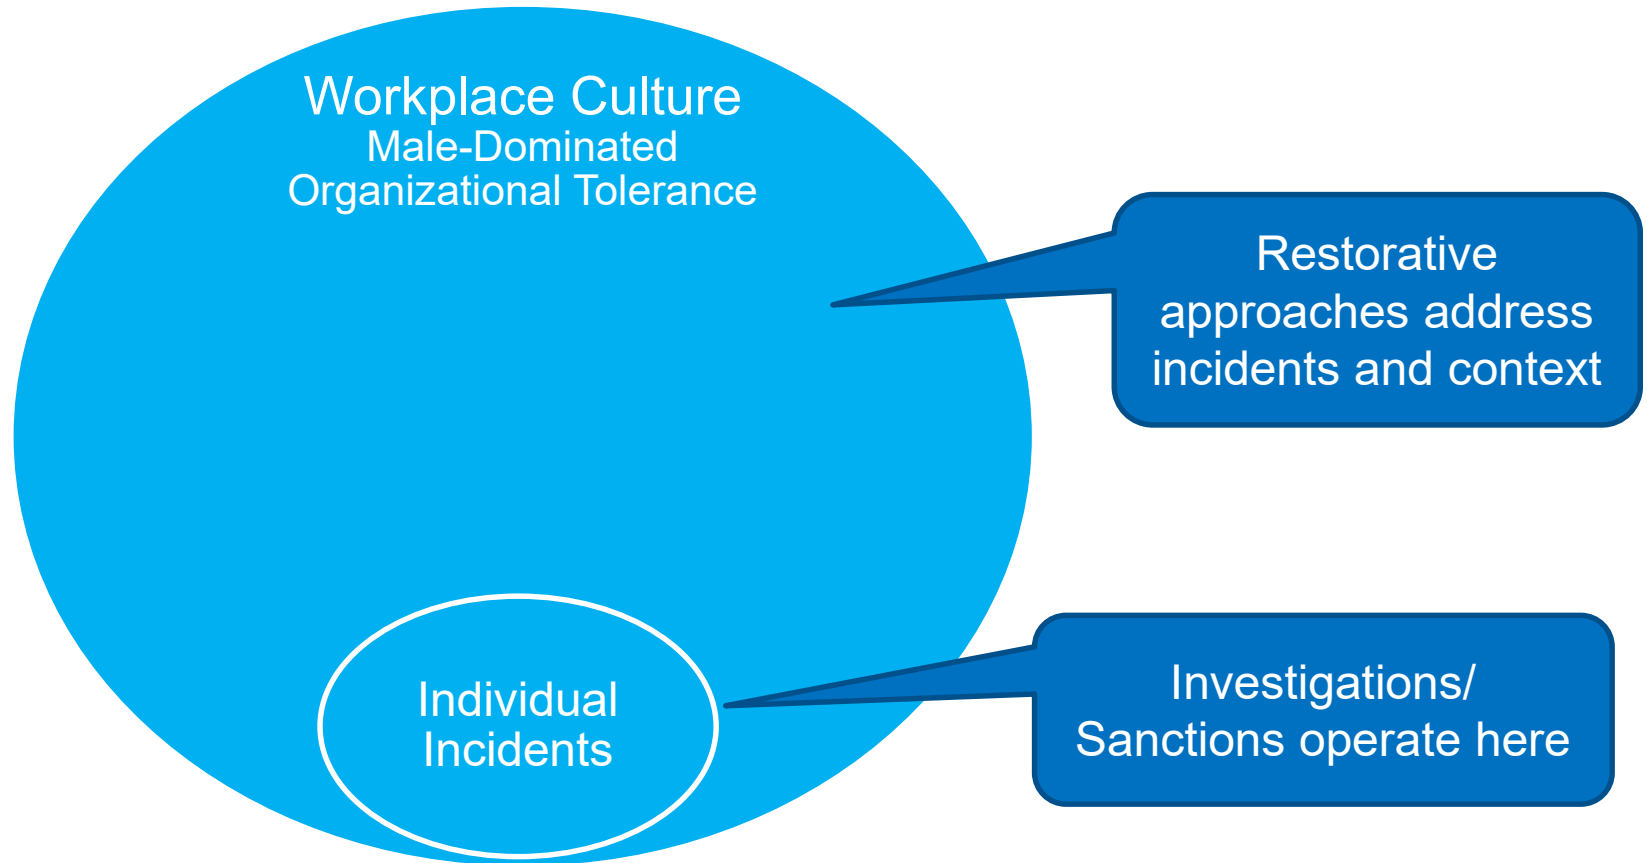 Workplace Culture
Male-Dominated
Organizational Tolerance
Restorative
approaches address
incidents and context
Individual
Incidents
Investigations/
Sanctions operate here